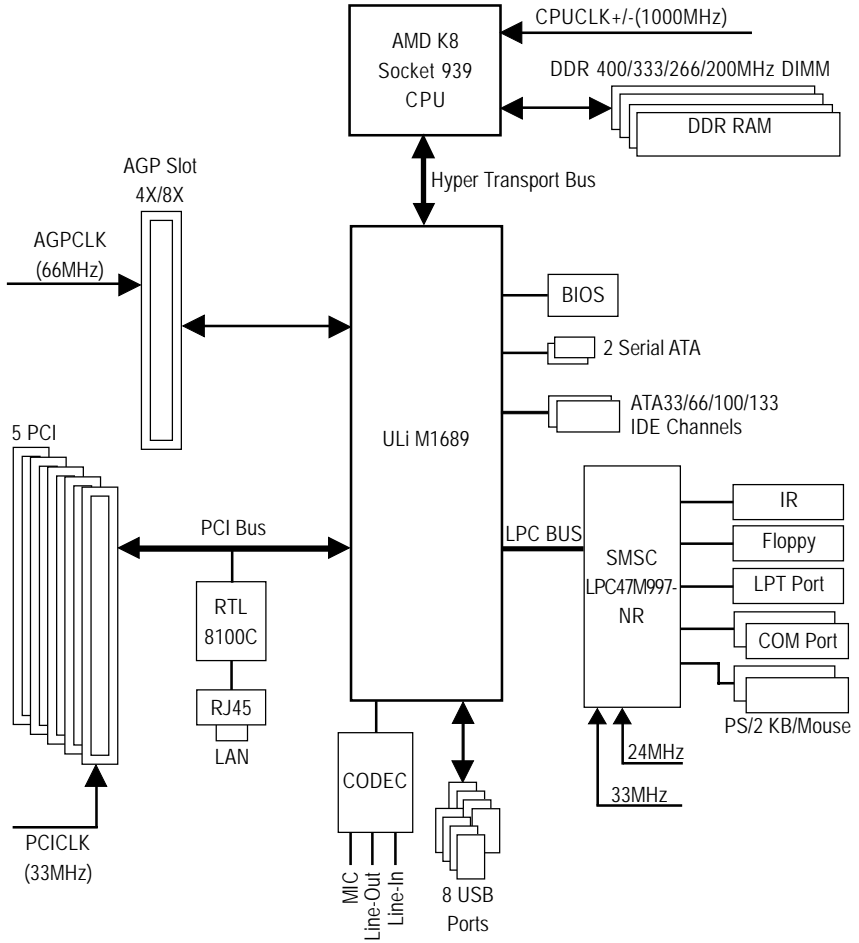 CPUCLK+/-(1000MHz)
AMD K8
Socket 939
CPU
DDR 400/333/266/200MHz DIMM
DDR RAM
AGP Slot
4X/8X
Hyper Transport Bus
AGPCLK
(66MHz)
BIOS
2 Serial ATA
ATA33/66/100/133
IDE Channels
ULi M1689
5 PCI
PCI Bus
LPC BUS
SMSC
LPC47M997-
NR
IR
Floppy
LPT Port
COM Port
PS/2 KB/Mouse
RTL
8100C
RJ45
LAN
24MHz
33MHz
CODEC
PCICLK
(33MHz)
MIC
Line-Out
Line-In
8 USB
Ports